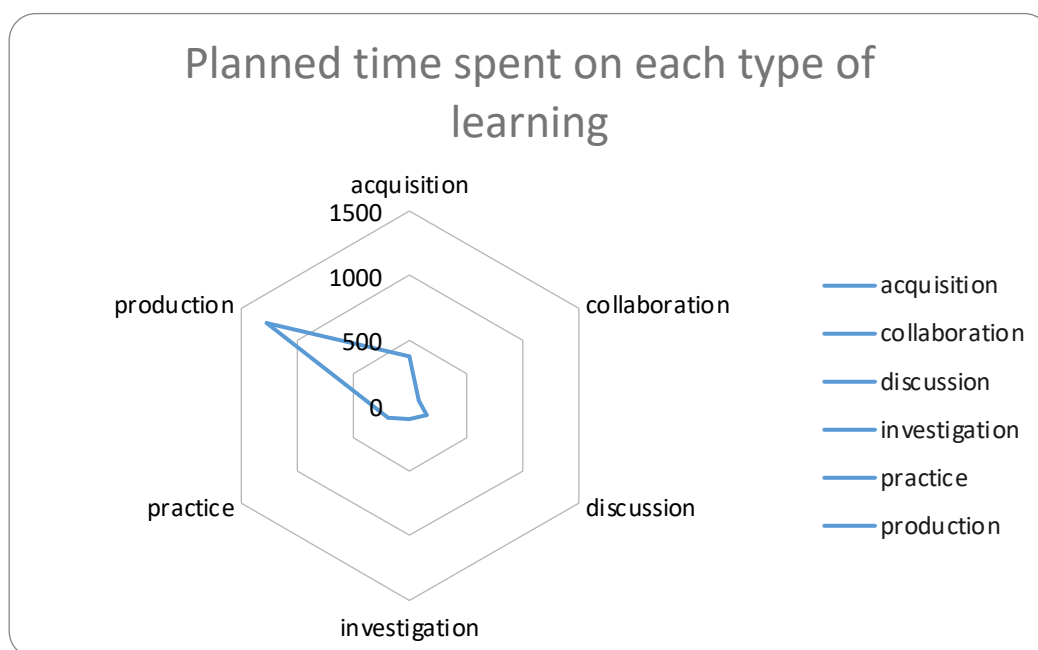 Planned time spent on each type of
learning
acquisition
1500
1000
production
collaboration
500
0
practice
discussion
investigation
acquisition
collaboration
discussion
investigation
practice
production